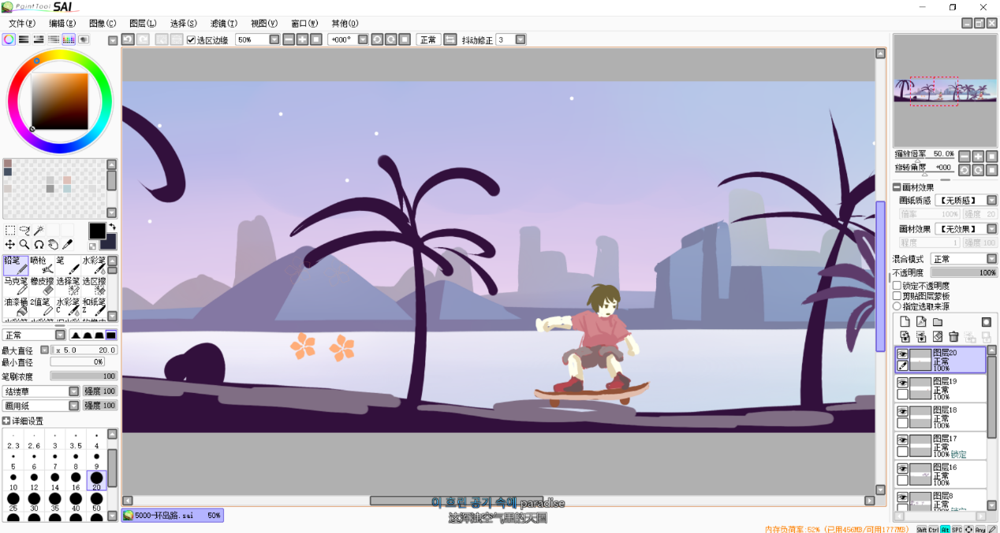 PaintTool SAI
文件(F) 编辑(E) 图像(C) 图层(L) 选择(S) 滤镜(T) 视图(V) 窗口(W) 其他(O)
选区边缘 50% +000° 正常 抖动修正 3
缩放倍率 50.0%
旋转角度 +000
画材效果
画纸质感 【无质感】
倍率 100% 强度 20
画材效果 【无效果】
程度 1 强度 100
混合模式 正常
不透明度 100%
锁定不透明度
剪贴图层蒙板
指定选取来源
铅笔 喷枪 笔 水彩笔
马克笔 橡皮擦 选择笔 选区擦
油漆桶 2值笔 水彩笔 和纸笔
正常
最大直径 x 5.0 20.0
最小直径 0%
笔刷浓度 100
结缕草 强度 100
画用纸 强度 100
详细设置
2.3 2.6 3 3.5 4
5 6 7 8 9
10 12 14 16 20
25 30 35 40 50
图层20
正常
100%
图层19
正常
100%
图层18
正常
100%
图层17
正常
100% 锁定
图层16
正常
100%
图层8
正常
이 흐린 공기 속에 paradise
这浑浊空气里的天国
5000-环岛路.sai 50%
内存负荷率:52% (已用456MB/可用1777MB) Shift Ctrl Alt SPC Any